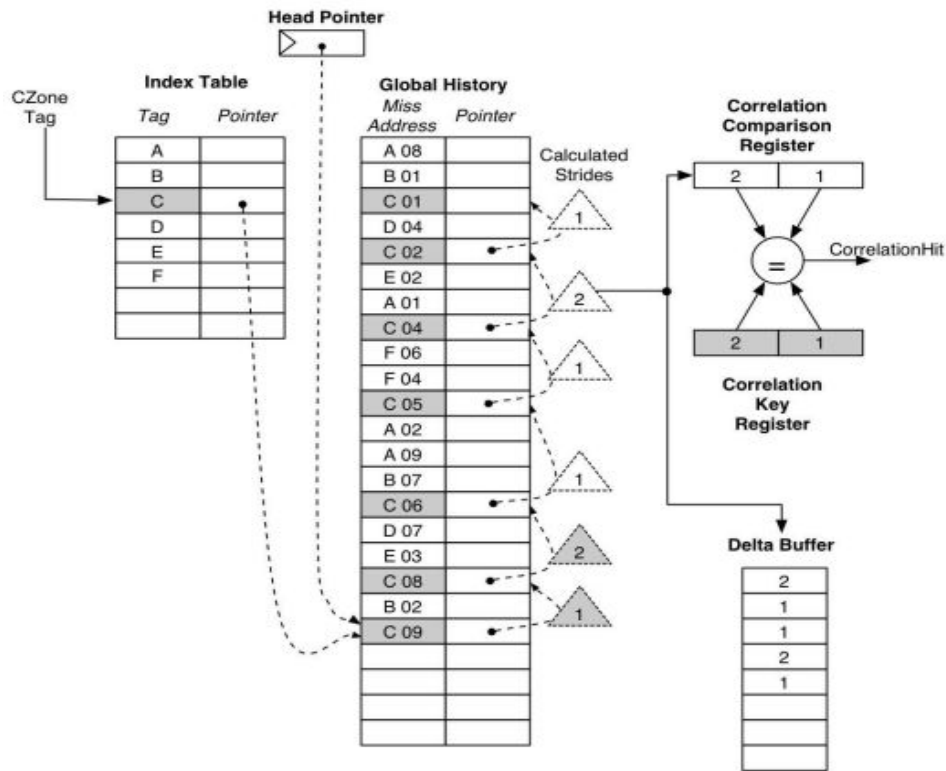 Head Pointer
Index Table
Global History
CZone
Tag
Tag
Pointer
Miss
Address
Pointer
Correlation
Comparison
Register
A
B
C
D
E
F
A 08
B 01
C 01
D 04
C 02
E 02
A 01
C 04
F 06
F 04
C 05
A 02
A 09
B 07
C 06
D 07
E 03
C 08
B 02
C 09
Calculated
Strides
1
2
1
1
2
1
2 1
=
CorrelationHit
2 1
Correlation
Key
Register
Delta Buffer
2
1
1
2
1